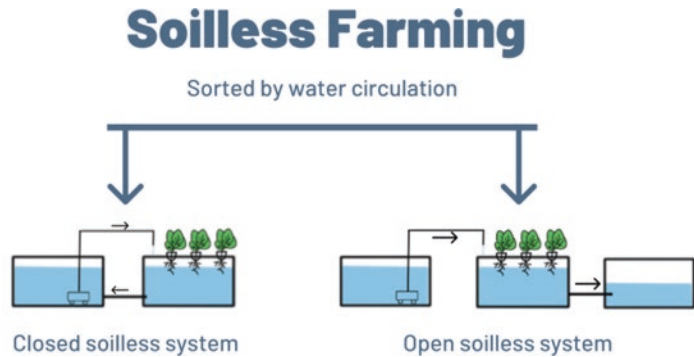 Soilless Farming
Sorted by water circulation
Closed soilless system
Open soilless system